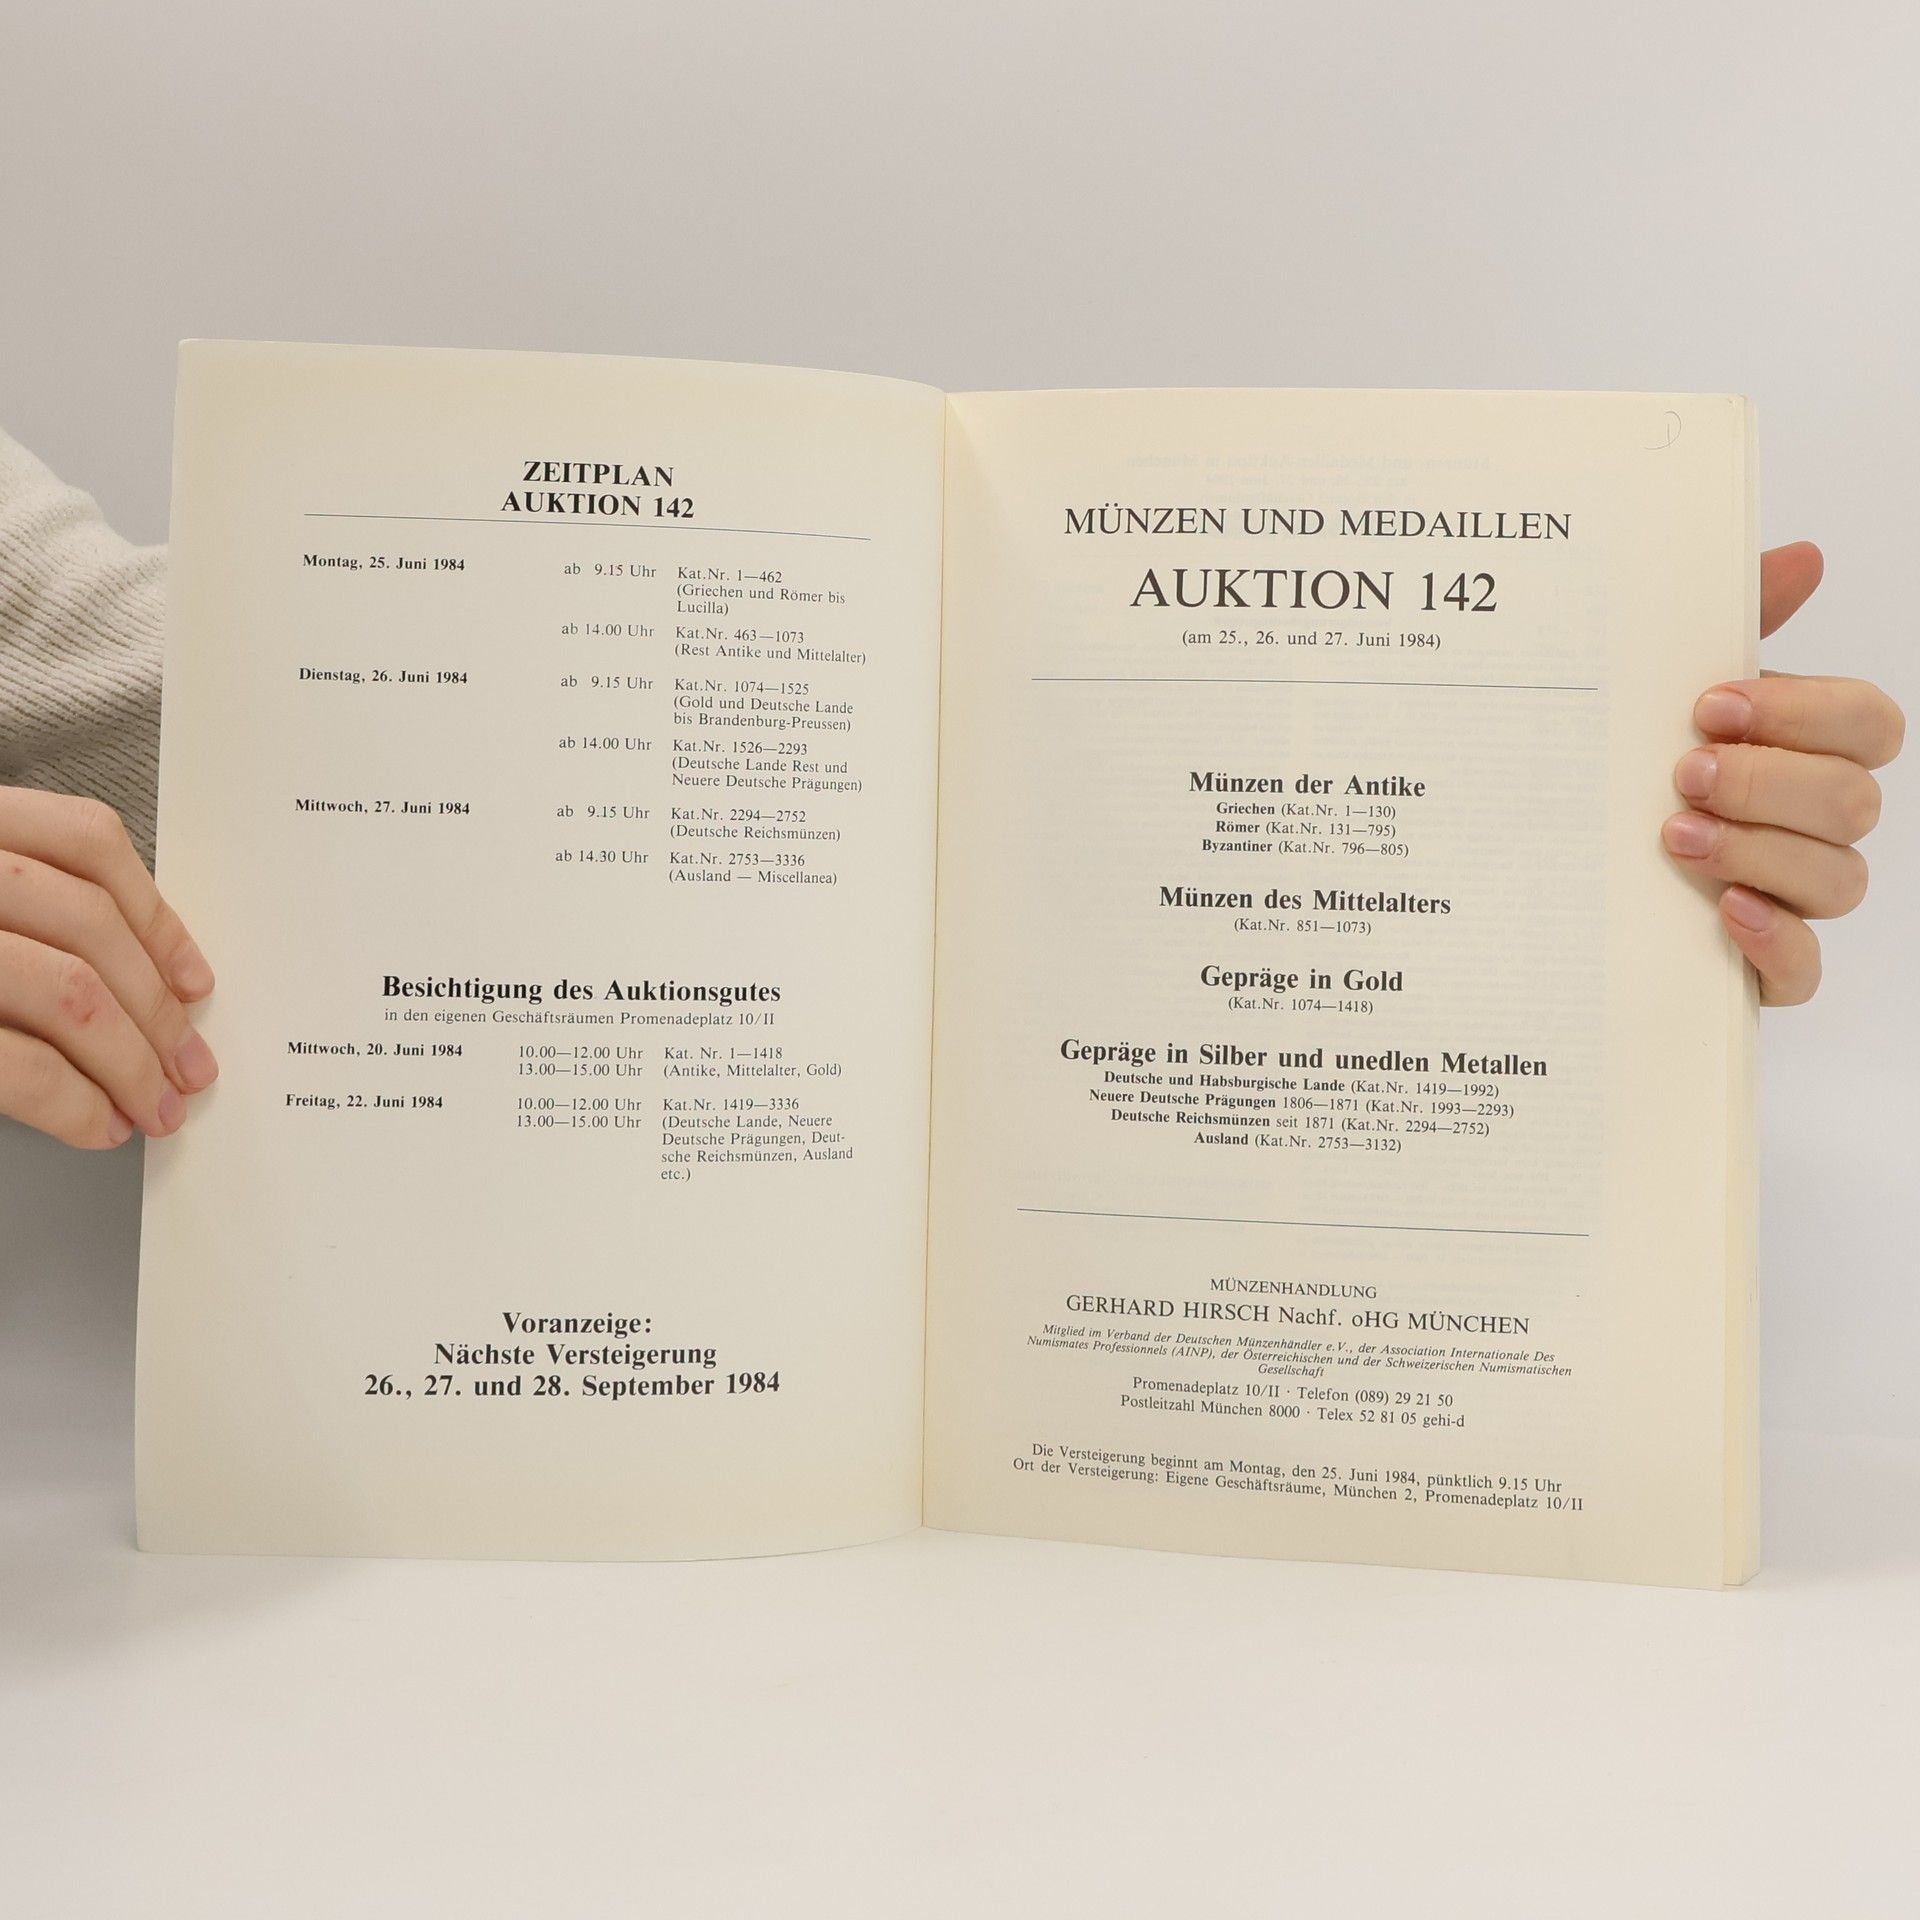 ZEITPLAN
AUKTION 142
Montag, 25. Juni 1984 ab 9.15 Uhr Kat.Nr. 1—462
(Griechen und Römer bis
Lucilla)
ab 14.00 Uhr Kat.Nr. 463—1073
(Rest Antike und Mittelalter)
Dienstag, 26. Juni 1984 ab 9.15 Uhr Kat.Nr. 1074—1525
(Gold und Deutsche Lande
bis Brandenburg-Preussen)
ab 14.00 Uhr Kat.Nr. 1526—2293
(Deutsche Lande Rest und
Neuere Deutsche Prägungen)
Mittwoch, 27. Juni 1984 ab 9.15 Uhr Kat.Nr. 2294—2752
(Deutsche Reichsmünzen)
ab 14.30 Uhr Kat.Nr. 2753—3336
(Ausland — Miscellanea)
Besichtigung des Auktionsgutes
in den eigenen Geschäftsräumen Promenadeplatz 10/II
Mittwoch, 20. Juni 1984 10.00—12.00 Uhr Kat. Nr. 1—1418
13.00—15.00 Uhr (Antike, Mittelalter, Gold)
Freitag, 22. Juni 1984 10.00—12.00 Uhr Kat.Nr. 1419—3336
13.00—15.00 Uhr (Deutsche Lande, Neuere
Deutsche Prägungen, Deut-
sche Reichsmünzen, Ausland
etc.)
Voranzeige:
Nächste Versteigerung
26., 27. und 28. September 1984
MÜNZEN UND MEDAILLEN
AUKTION 142
(am 25., 26. und 27. Juni 1984)
Münzen der Antike
Griechen (Kat.Nr. 1—130)
Römer (Kat.Nr. 131—795)
Byzantiner (Kat.Nr. 796—805)
Münzen des Mittelalters
(Kat.Nr. 851—1073)
Gepräge in Gold
(Kat.Nr. 1074—1418)
Gepräge in Silber und unedlen Metallen
Deutsche und Habsburgische Lande (Kat.Nr. 1419—1992)
Neuere Deutsche Prägungen 1806—1871 (Kat.Nr. 1993—2293)
Deutsche Reichsmünzen seit 1871 (Kat.Nr. 2294—2752)
Ausland (Kat.Nr. 2753—3132)
MÜNZENHANDLUNG
GERHARD HIRSCH Nachf. oHG MÜNCHEN
Mitglied im Verband der Deutschen Münzenhändler e.V., der Association Internationale Des
Numismates Professionnels (AINP), der Österreichischen und der Schweizerischen Numismatischen
Gesellschaft
Promenadeplatz 10/II · Telefon (089) 29 21 50
Postleitzahl München 8000 · Telex 52 81 05 gehi-d
Die Versteigerung beginnt am Montag, den 25. Juni 1984, pünktlich 9.15 Uhr
Ort der Versteigerung: Eigene Geschäftsräume, München 2, Promenadeplatz 10/II